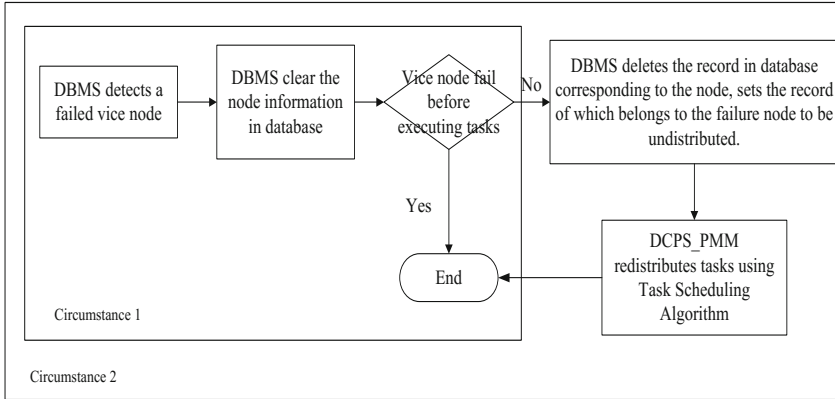 DBMS detects a
failed vice node
DBMS clear the
node information
in database
Vice node fail
before
executing tasks
No
DBMS deletes the record in database
corresponding to the node, sets the record
of which belongs to the failure node to be
undistributed.
Yes
End
DCPS_PMM
redistributes tasks using
Task Scheduling
Algorithm
Circumstance 1
Circumstance 2